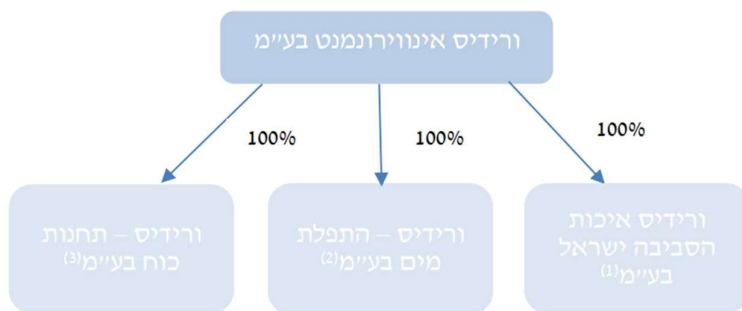 ורידיס אינווירונמנט בע"מ
100%
100%
100%
ורידיס איכות
הסביבה ישראל
בע"מ(1)
ורידיס – התפלת
מים בע"מ(2)
ורידיס – תחנות
כוח בע"מ(3)